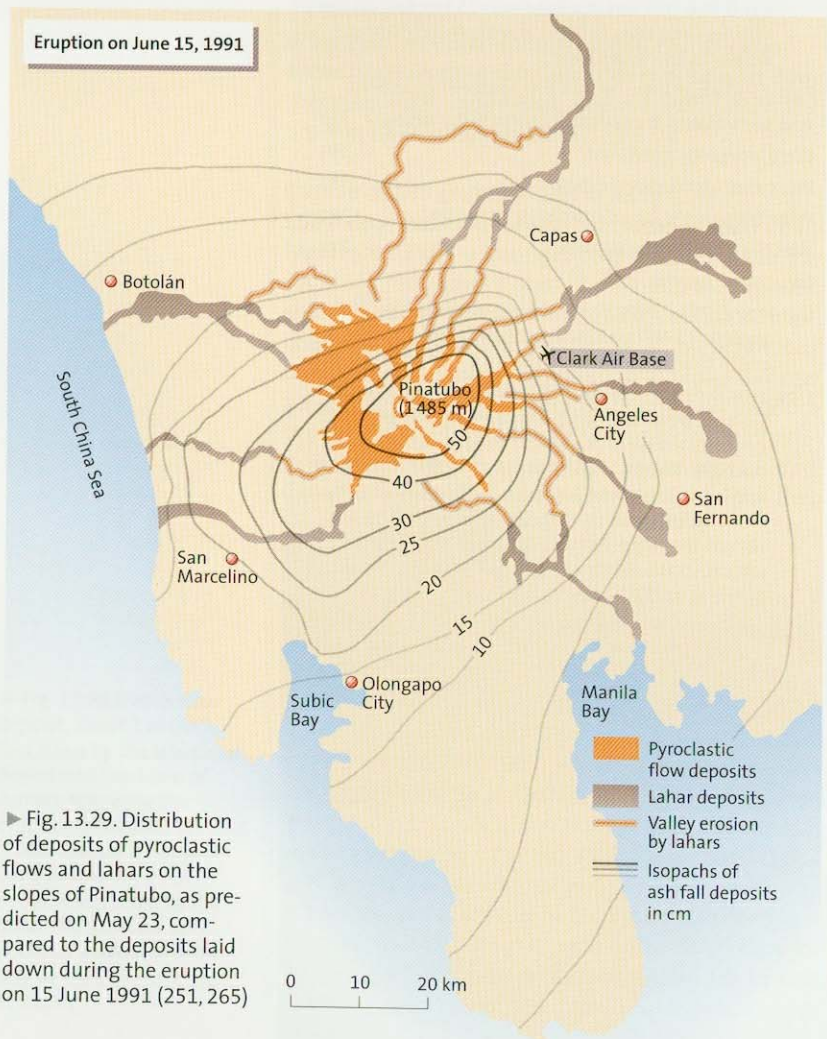 Eruption on June 15, 1991
Capas
Botolán
Clark Air Base
Pinatubo
(1485 m)
Angeles
City
South China Sea
50
40
San
Fernando
30
25
San
Marcelino
20
15
10
Olongapo
City
Subic
Bay
Manila
Bay
Pyroclastic
flow deposits
Lahar deposits
Valley erosion
by lahars
Isopachs of
ash fall deposits
in cm
▶ Fig. 13.29. Distribution
of deposits of pyroclastic
flows and lahars on the
slopes of Pinatubo, as pre-
dicted on May 23, com-
pared to the deposits laid
down during the eruption
on 15 June 1991 (251, 265)
0 10 20 km